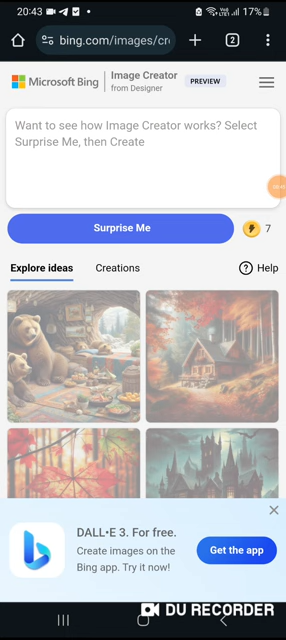 20:43
17%
bing.com/images/cr
2
Microsoft Bing
Image Creator
from Designer
PREVIEW
Want to see how Image Creator works? Select
Surprise Me, then Create
Surprise Me
7
Explore ideas
Creations
Help
DALL•E 3. For free.
Create images on the
Bing app. Try it now!
Get the app
DU RECORDER